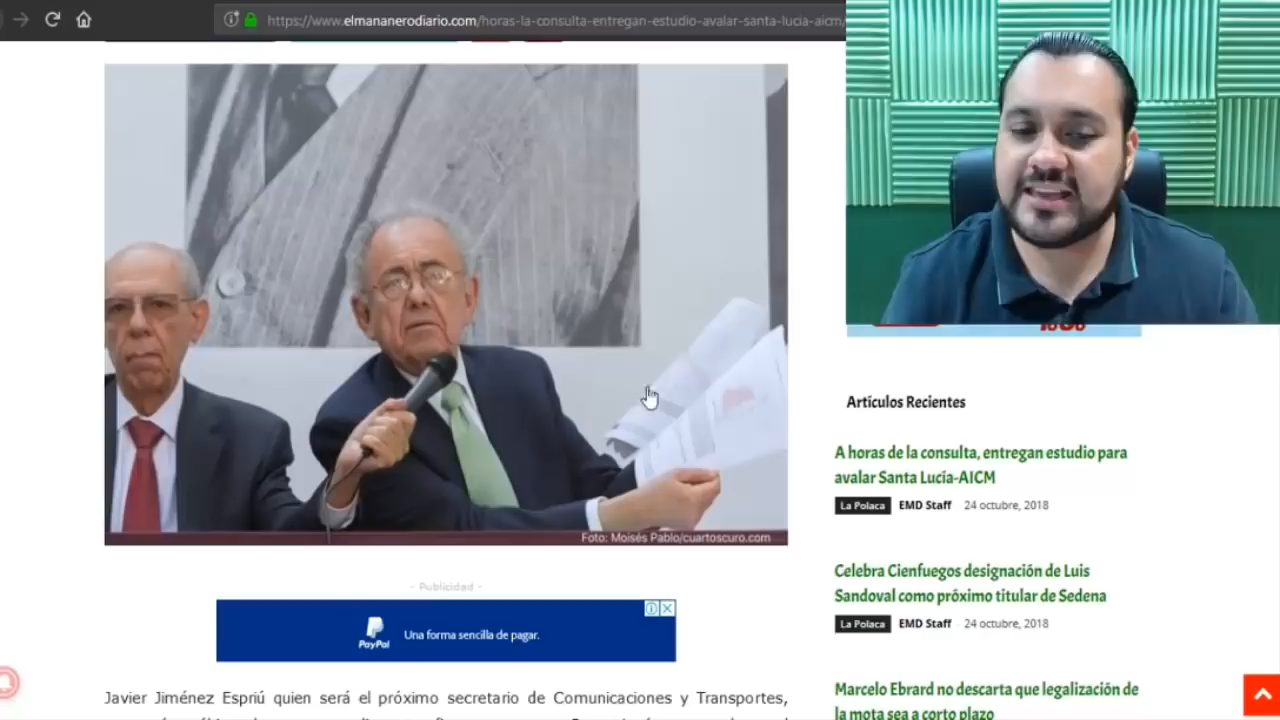 https://www.elmananerodiario.com/horas-la-consulta-entregan-estudio-avalar-santa-lucia-aicm/
Foto: Moisés Pablo/cuartoscuro.com
- Publicidad -
PayPal
Una forma sencilla de pagar.
Javier Jiménez Espriú quien será el próximo secretario de Comunicaciones y Transportes,
Artículos Recientes
A horas de la consulta, entregan estudio para
avalar Santa Lucía-AICM
La Polaca EMD Staff - 24 octubre, 2018
Celebra Cienfuegos designación de Luis
Sandoval como próximo titular de Sedena
La Polaca EMD Staff - 24 octubre, 2018
Marcelo Ebrard no descarta que legalización de
la mota sea a corto plazo